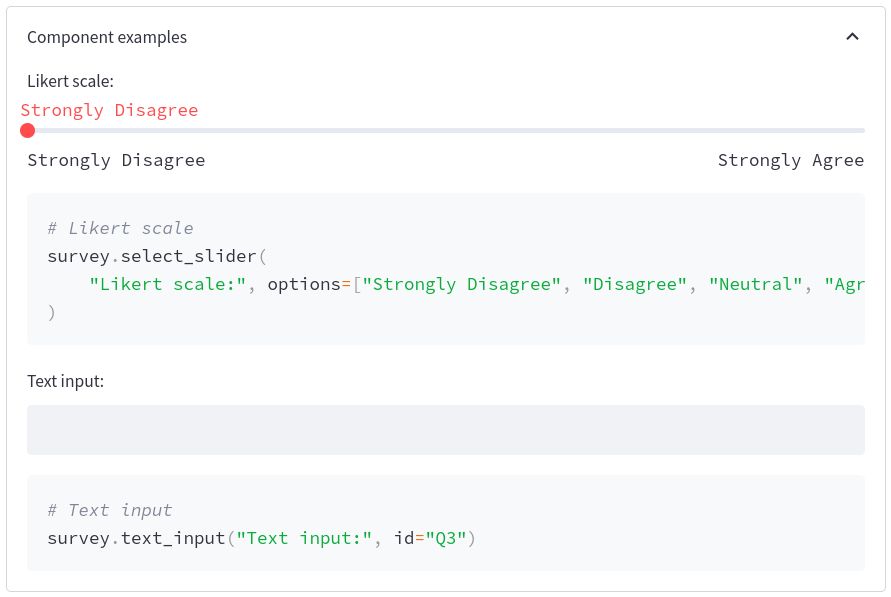 Component examples
Likert scale:
Strongly Disagree
Strongly Disagree Strongly Agree
# Likert scale
survey.select_slider(
    "Likert scale:", options=["Strongly Disagree", "Disagree", "Neutral", "Agr
)
Text input:
# Text input
survey.text_input("Text input:", id="Q3")